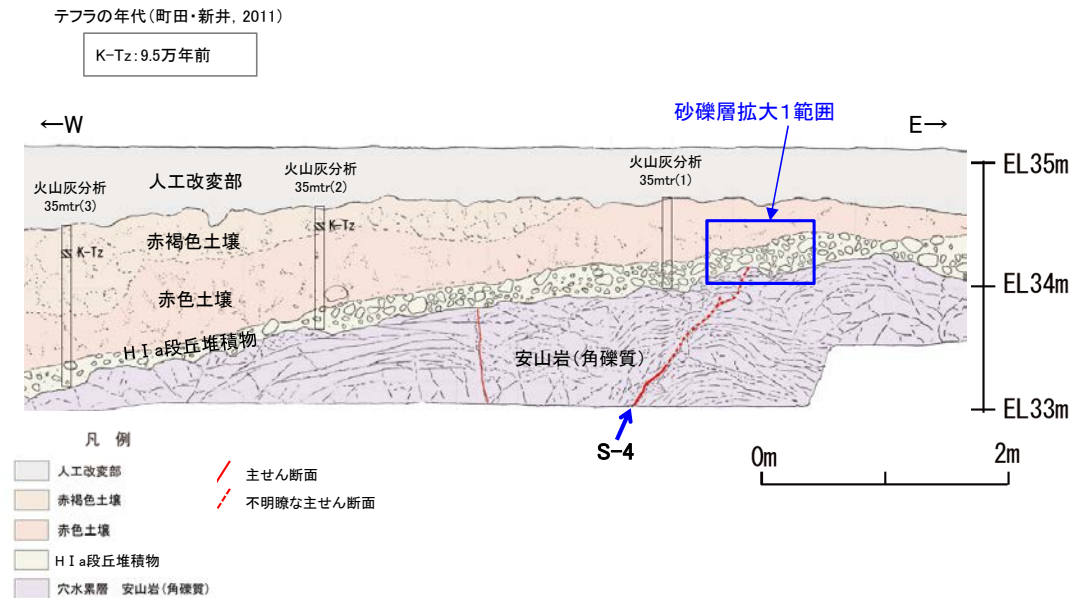 テフラの年代(町田・新井, 2011)
K-Tz:9.5万年前
←W
砂礫層拡大1範囲
E→
火山灰分析
35mtr(3)
火山灰分析
35mtr(2)
火山灰分析
35mtr(1)
人工改変部
EL35m
K-Tz
K-Tz
赤褐色土壌
赤色土壌
EL34m
HⅠa段丘堆積物
安山岩(角礫質)
EL33m
S-4
0m
2m
凡 例
人工改変部
赤褐色土壌
赤色土壌
HⅠa段丘堆積物
穴水累層 安山岩(角礫質)
主せん断面
不明瞭な主せん断面